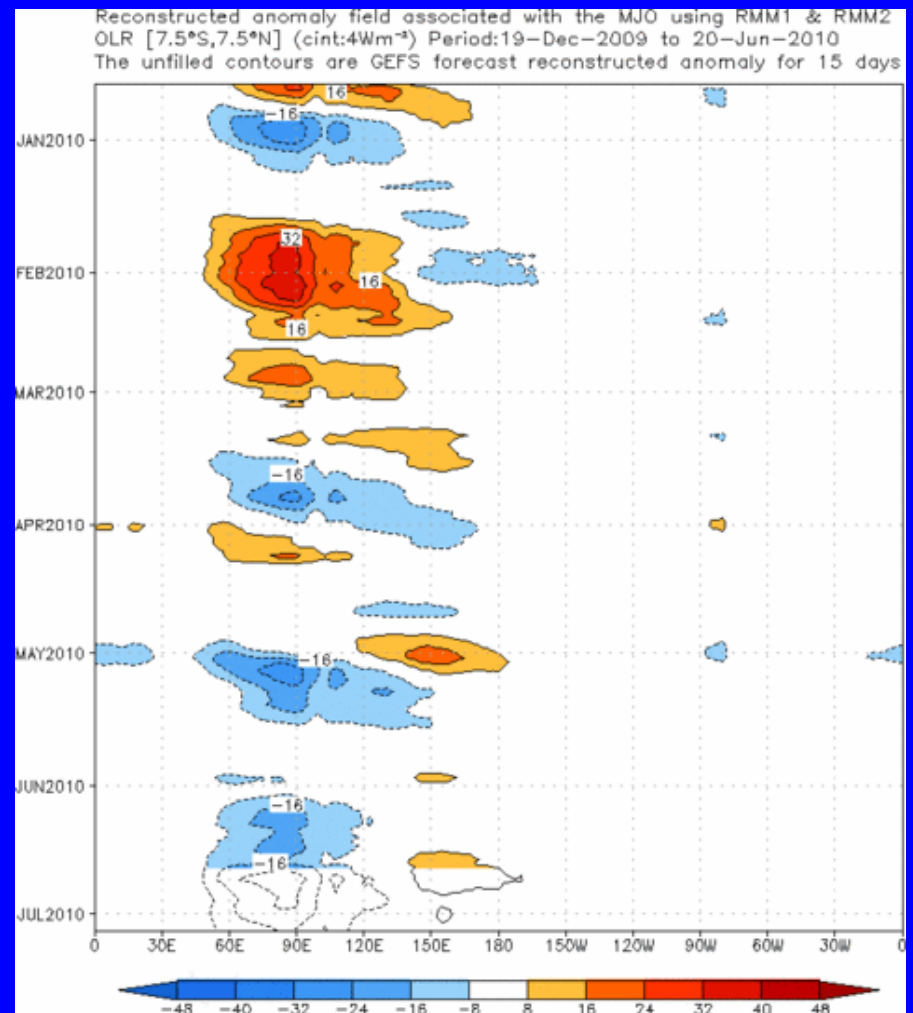 Reconstructed anomaly field associated with the MJO using RMM1 & RMM2
OLR [7.5°S,7.5°N] (cint:4Wm⁻²) Period:19-Dec-2009 to 20-Jun-2010
The unfilled contours are GEFS forecast reconstructed anomaly for 15 days
16
-16
JAN2010
32
FEB2010
16
16
MAR2010
-16
APR2010
MAY2010
-16
JUN2010
-16
-16
JUL2010
0 30E 60E 90E 120E 150E 180 150W 120W 90W 60W 30W 0
-48 -40 -32 -24 -16 -8 8 16 24 32 40 48